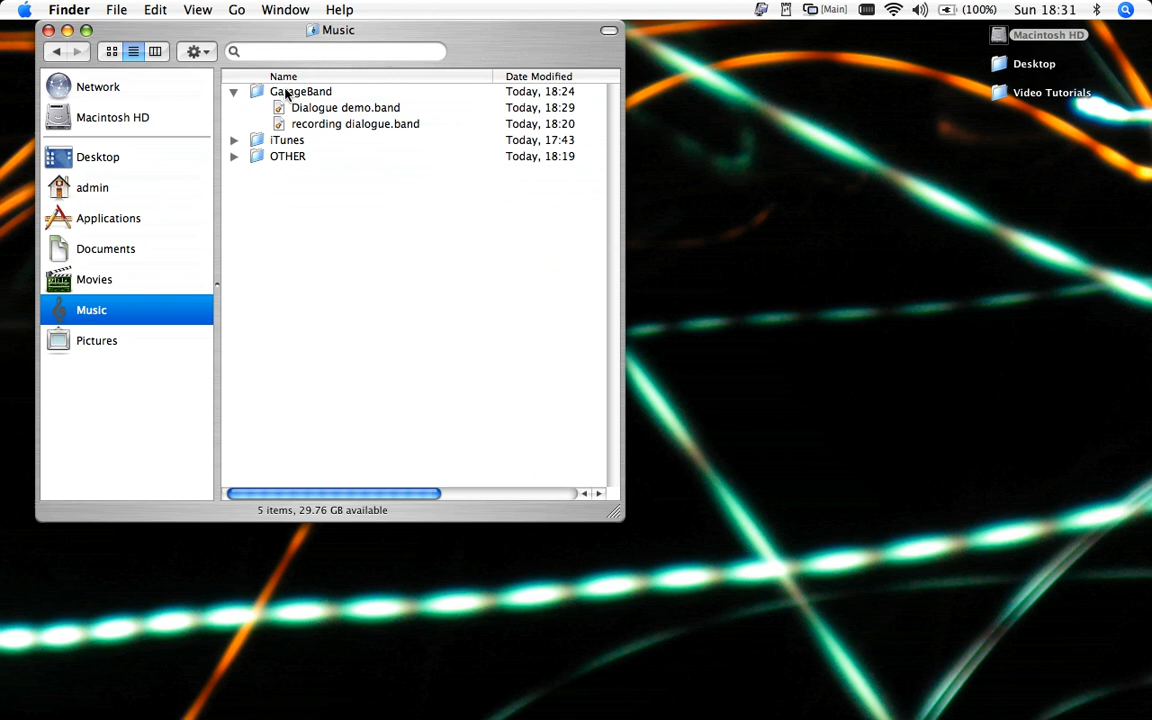 Finder File Edit View Go Window Help [Main] (100%) Sun 18:31
Music
Macintosh HD
Desktop
Video Tutorials
Network
Macintosh HD
Desktop
admin
Applications
Documents
Movies
Music
Pictures
Name Date Modified
GarageBand Today, 18:24
Dialogue demo.band Today, 18:29
recording dialogue.band Today, 18:20
iTunes Today, 17:43
OTHER Today, 18:19
5 items, 29.76 GB available